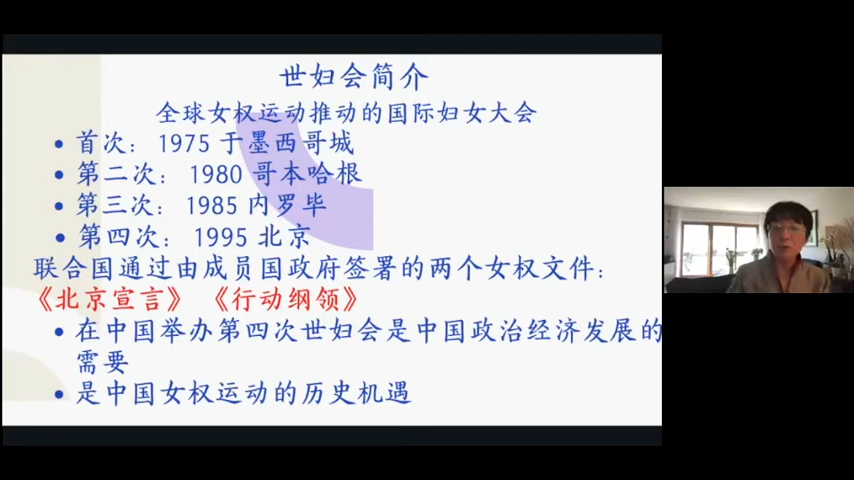 世妇会简介
全球女权运动推动的国际妇女大会
• 首次：1975 于墨西哥城
• 第二次：1980 哥本哈根
• 第三次：1985 内罗毕
• 第四次：1995 北京
联合国通过由成员国政府签署的两个女权文件：
《北京宣言》《行动纲领》
• 在中国举办第四次世妇会是中国政治经济发展的
需要
• 是中国女权运动的历史机遇